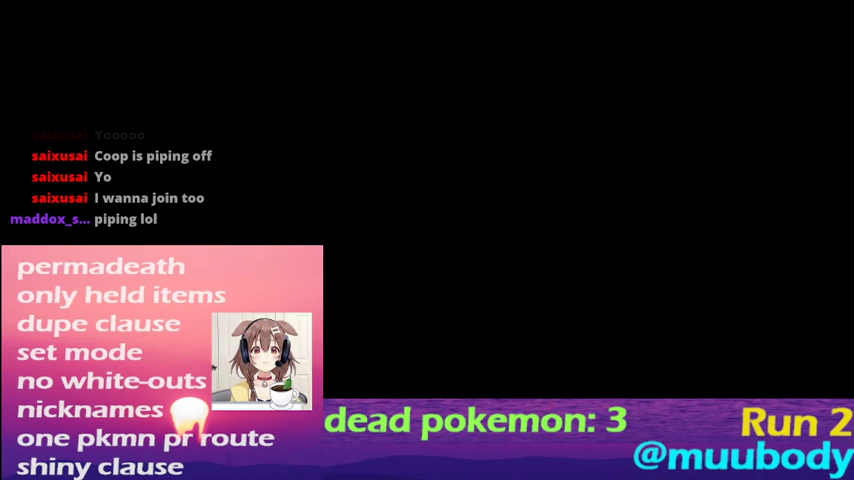 saixusai Yooooo
saixusai Coop is piping off
saixusai Yo
saixusai I wanna join too
maddox_s... piping lol
permadeath
only held items
dupe clause
set mode
no white-outs
nicknames
one pkmn pr route
shiny clause
dead pokemon: 3
Run 2
@muubody